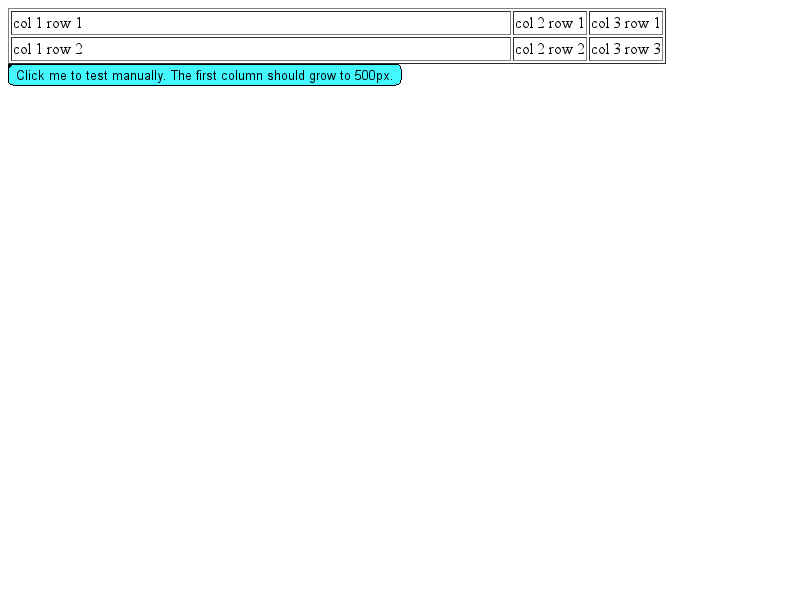 col 1 row 1 col 2 row 1 col 3 row 1
col 1 row 2 col 2 row 2 col 3 row 3
Click me to test manually. The first column should grow to 500px.